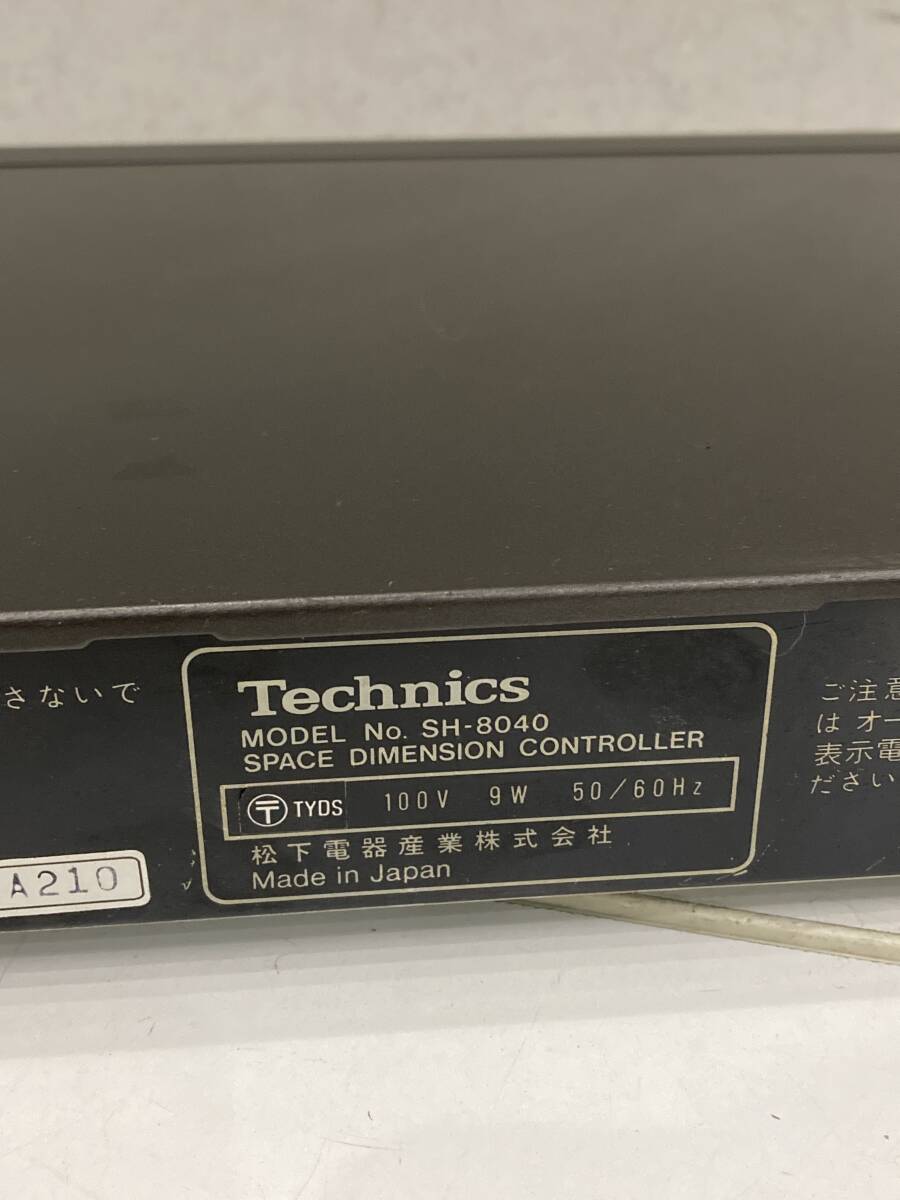 さないで
Technics
MODEL No. SH-8040
SPACE DIMENSION CONTROLLER
〒 TYDS 100V 9W 50/60Hz
松下電器産業株式会社
Made in Japan
A210
ご注意
は オー
表示電
ださい